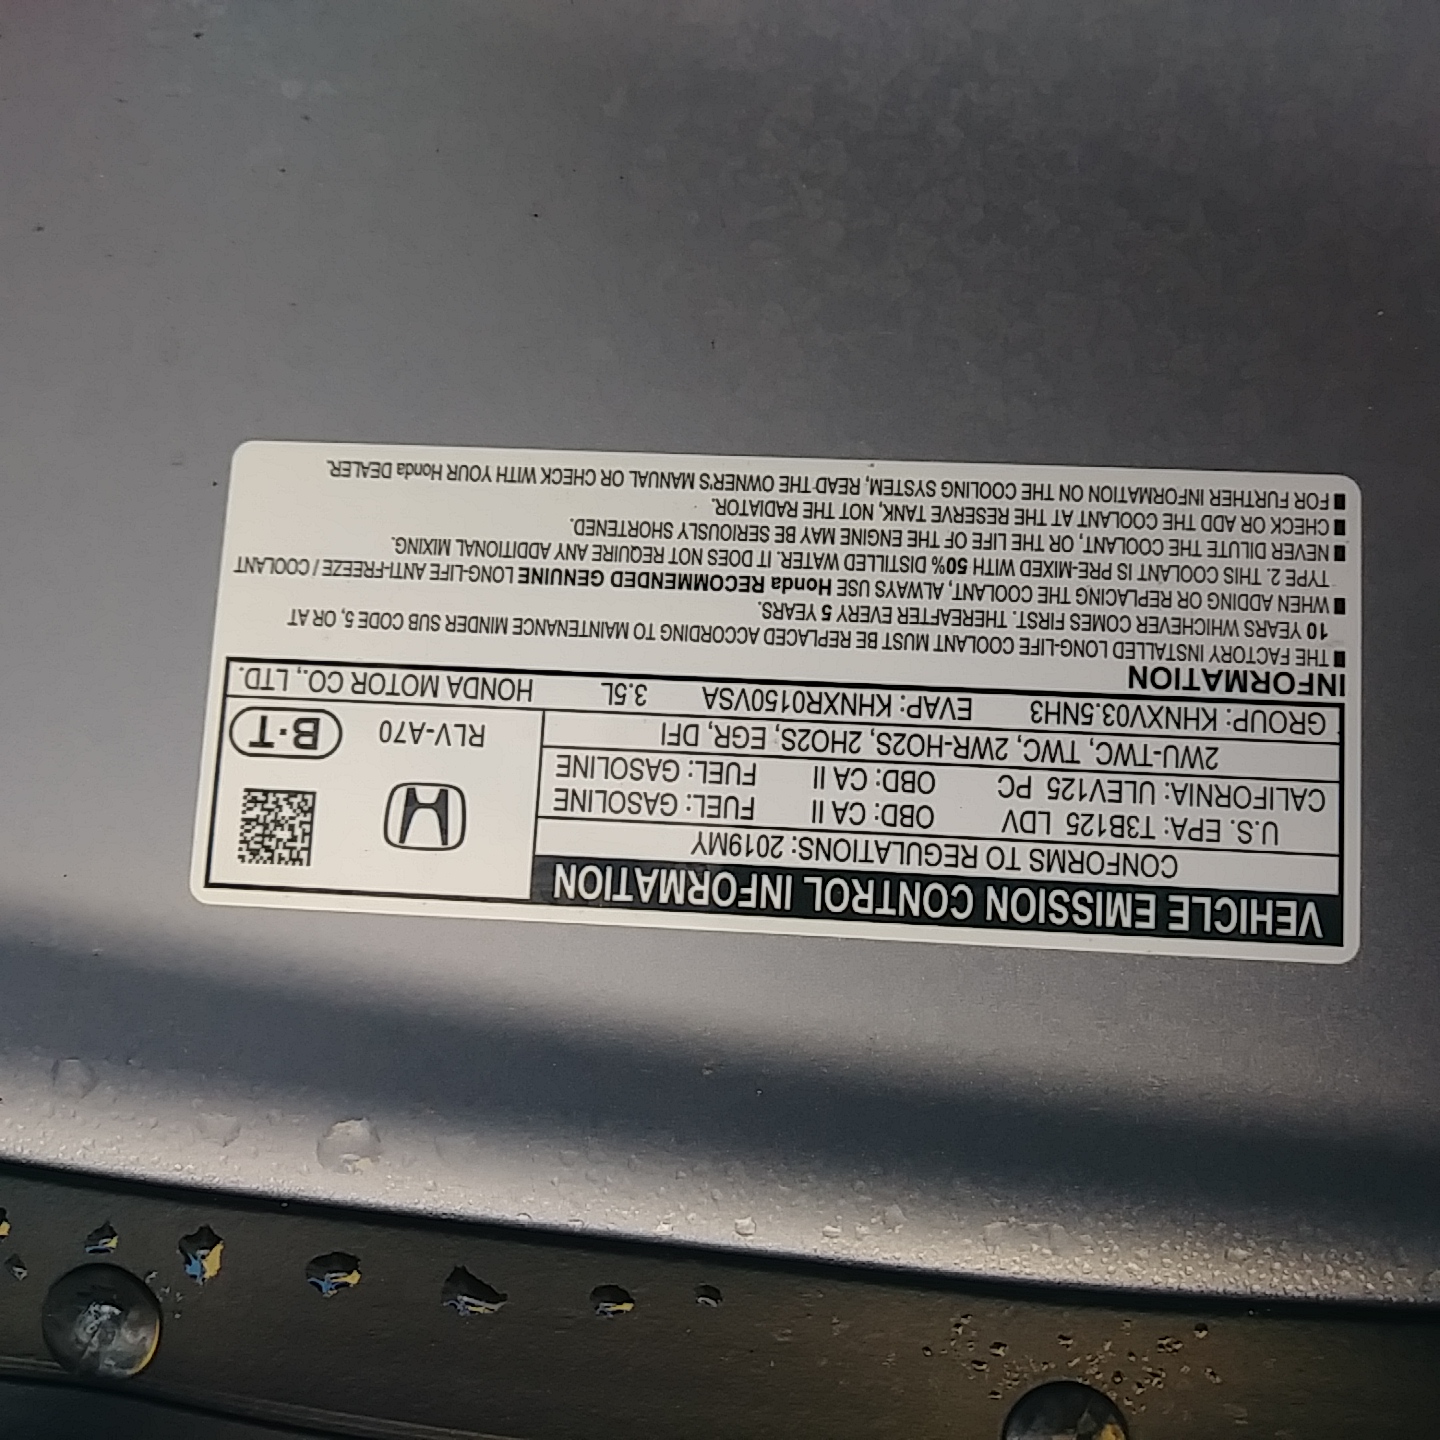 VEHICLE EMISSION CONTROL INFORMATION
CONFORMS TO REGULATIONS: 2019MY
U.S. EPA: T3B125 LDV OBD: CA II FUEL: GASOLINE
CALIFORNIA: ULEV125 PC OBD: CA II FUEL: GASOLINE
2WU-TWC, TWC, 2WR-HO2S, 2HO2S, EGR, DFI
RLV-A70 B·T
GROUP: KHNXV03.5NH3 EVAP: KHNXR0150VSA 3.5L HONDA MOTOR CO., LTD.
INFORMATION
■ THE FACTORY INSTALLED LONG-LIFE COOLANT MUST BE REPLACED ACCORDING TO MAINTENANCE MINDER SUB CODE 5, OR AT
10 YEARS WHICHEVER COMES FIRST. THEREAFTER EVERY 5 YEARS.
■ WHEN ADDING OR REPLACING THE COOLANT, ALWAYS USE Honda RECOMMENDED GENUINE LONG-LIFE ANTI-FREEZE / COOLANT
TYPE 2. THIS COOLANT IS PRE-MIXED WITH 50% DISTILLED WATER. IT DOES NOT REQUIRE ANY ADDITIONAL MIXING.
■ NEVER DILUTE THE COOLANT, OR THE LIFE OF THE ENGINE MAY BE SERIOUSLY SHORTENED.
■ CHECK OR ADD THE COOLANT AT THE RESERVE TANK, NOT THE RADIATOR.
■ FOR FURTHER INFORMATION ON THE COOLING SYSTEM, READ THE OWNER'S MANUAL OR CHECK WITH YOUR Honda DEALER.